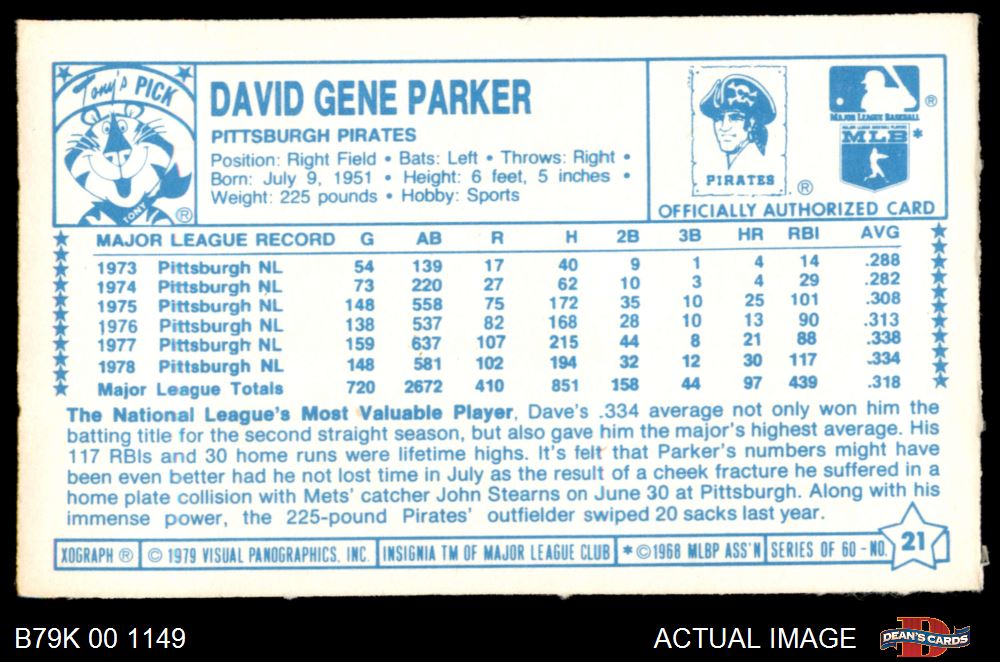 Tony's PICK
TONY
®
DAVID GENE PARKER
PITTSBURGH PIRATES
Position: Right Field • Bats: Left • Throws: Right •
Born: July 9, 1951 • Height: 6 feet, 5 inches •
Weight: 225 pounds • Hobby: Sports
PIRATES
®
®
MAJOR LEAGUE BASEBALL
MAJOR LEAGUE BASEBALL PLAYERS
MLB *
OFFICIALLY AUTHORIZED CARD
MAJOR LEAGUE RECORD G AB R H 2B 3B HR RBI AVG
1973 Pittsburgh NL 54 139 17 40 9 1 4 14 .288
1974 Pittsburgh NL 73 220 27 62 10 3 4 29 .282
1975 Pittsburgh NL 148 558 75 172 35 10 25 101 .308
1976 Pittsburgh NL 138 537 82 168 28 10 13 90 .313
1977 Pittsburgh NL 159 637 107 215 44 8 21 88 .338
1978 Pittsburgh NL 148 581 102 194 32 12 30 117 .334
Major League Totals 720 2672 410 851 158 44 97 439 .318
The National League's Most Valuable Player, Dave's .334 average not only won him the
batting title for the second straight season, but also gave him the major's highest average. His
117 RBIs and 30 home runs were lifetime highs. It's felt that Parker's numbers might have
been even better had he not lost time in July as the result of a cheek fracture he suffered in a
home plate collision with Mets' catcher John Stearns on June 30 at Pittsburgh. Along with his
immense power, the 225-pound Pirates' outfielder swiped 20 sacks last year.
XOGRAPH ® © 1979 VISUAL PANOGRAPHICS, INC. INSIGNIA TM OF MAJOR LEAGUE CLUB * © 1968 MLBP ASS'N SERIES OF 60 - NO. 21
B79K 00 1149
ACTUAL IMAGE
DEAN'S CARDS